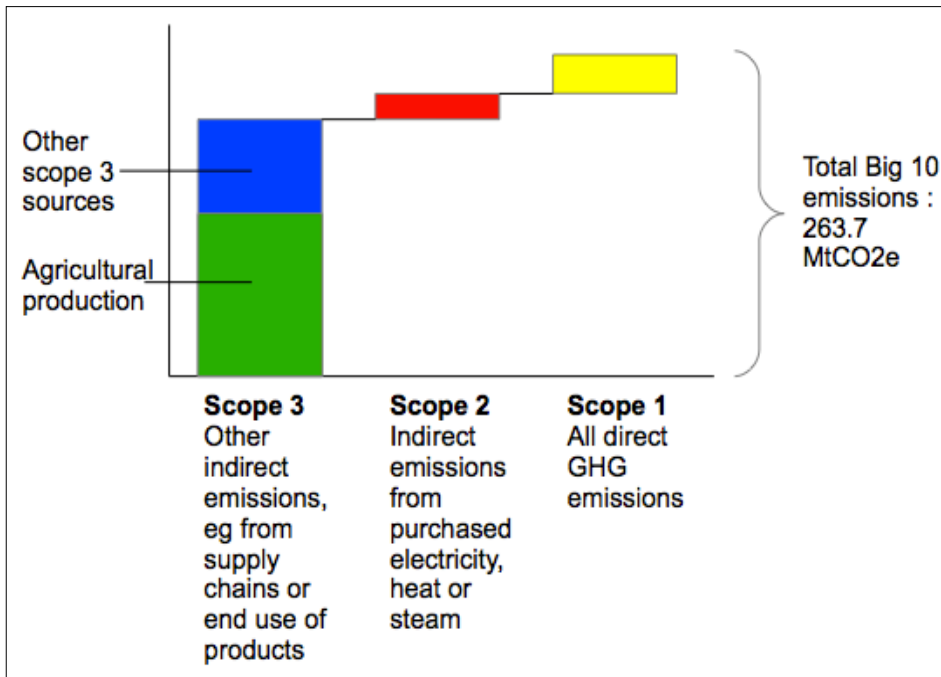 Other
scope 3
sources
Agricultural
production
Total Big 10
emissions :
263.7
MtCO2e
Scope 3
Other
indirect
emissions,
eg from
supply
chains or
end use of
products
Scope 2
Indirect
emissions
from
purchased
electricity,
heat or
steam
Scope 1
All direct
GHG
emissions